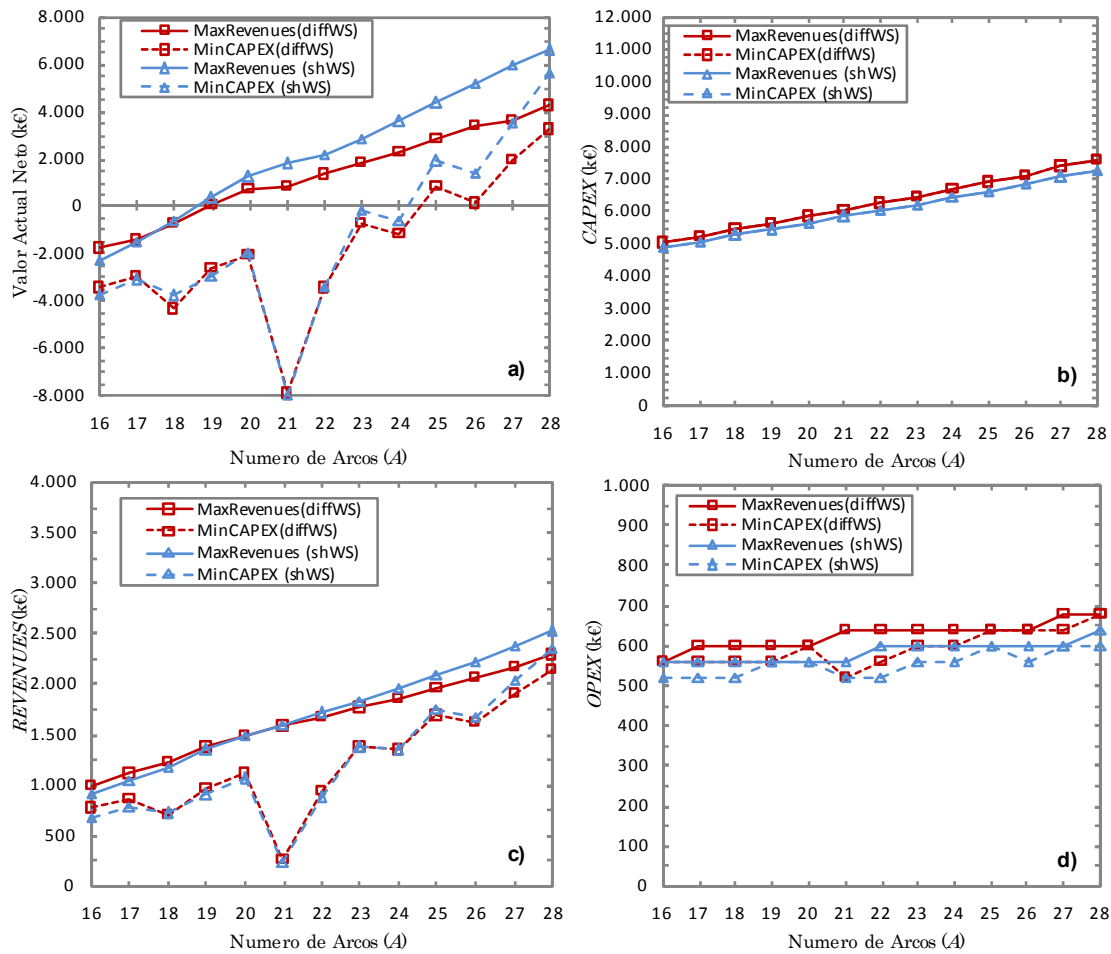 8.000
6.000
4.000
2.000
0
-2.000
-4.000
-6.000
-8.000
Valor Actual Neto (k€)
MaxRevenues(diffWS)
MinCAPEX(diffWS)
MaxRevenues (shWS)
MinCAPEX (shWS)
a)
16 17 18 19 20 21 22 23 24 25 26 27 28
Numero de Arcos (A)
12.000
11.000
10.000
9.000
8.000
7.000
6.000
5.000
4.000
3.000
2.000
1.000
0
CAPEX (k€)
MaxRevenues(diffWS)
MinCAPEX(diffWS)
MaxRevenues (shWS)
MinCAPEX (shWS)
b)
16 17 18 19 20 21 22 23 24 25 26 27 28
Numero de Arcos (A)
4.000
3.500
3.000
2.500
2.000
1.500
1.000
500
0
REVENUES (k€)
MaxRevenues(diffWS)
MinCAPEX(diffWS)
MaxRevenues (shWS)
MinCAPEX (shWS)
c)
16 17 18 19 20 21 22 23 24 25 26 27 28
Numero de Arcos (A)
1.000
900
800
700
600
500
400
300
200
100
0
OPEX (k€)
MaxRevenues(diffWS)
MinCAPEX(diffWS)
MaxRevenues (shWS)
MinCAPEX (shWS)
d)
16 17 18 19 20 21 22 23 24 25 26 27 28
Numero de Arcos (A)